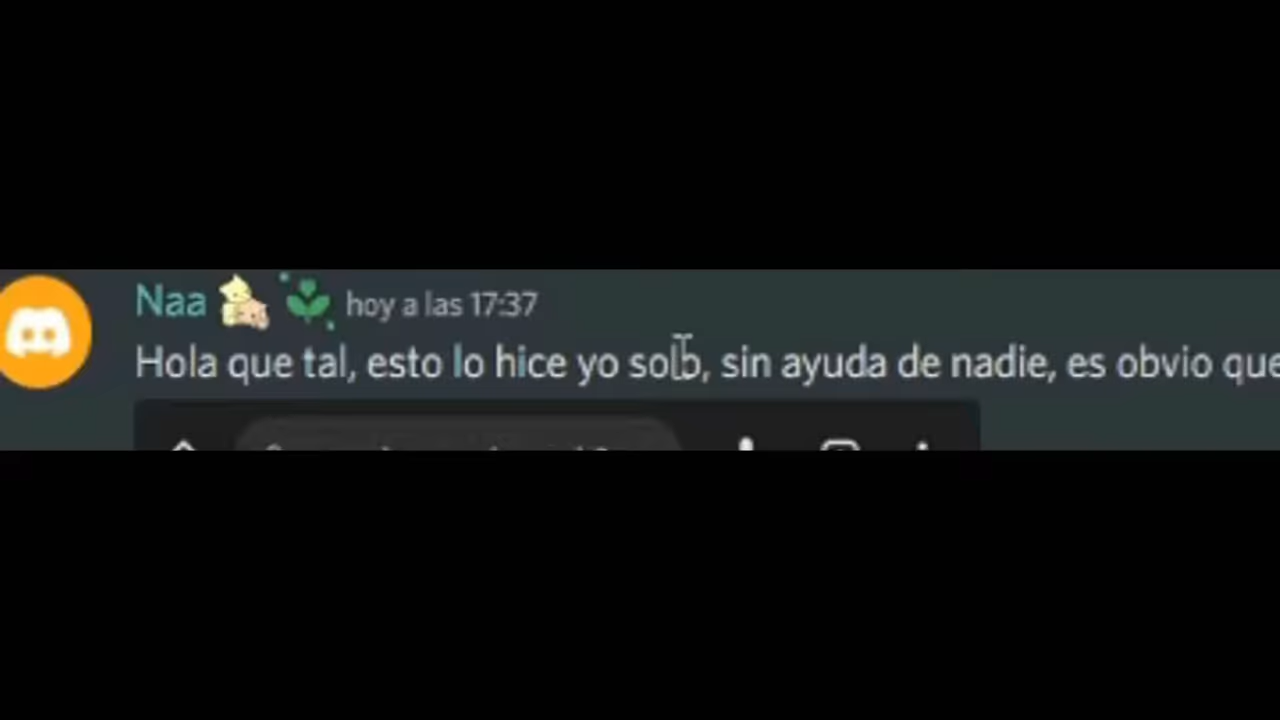 Naa hoy a las 17:37
Hola que tal, esto lo hice yo solo, sin ayuda de nadie, es obvio que